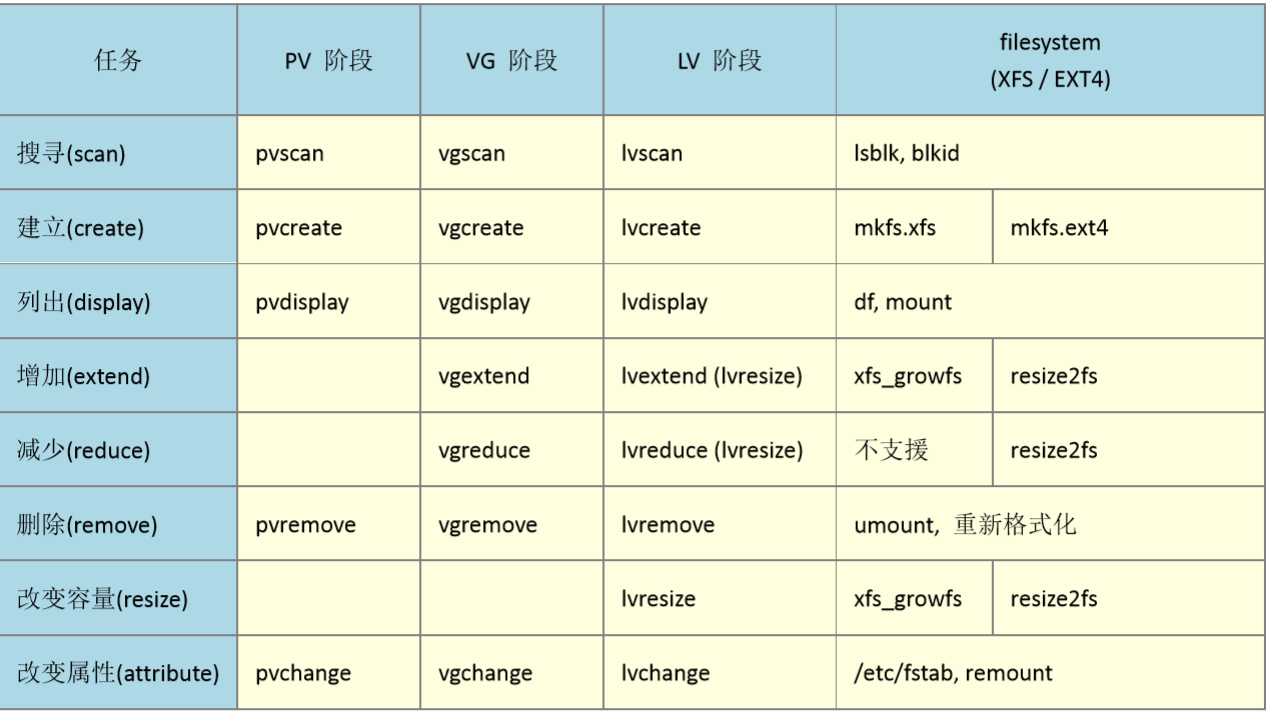 任务 PV 阶段 VG 阶段 LV 阶段 filesystem
(XFS / EXT4)
搜寻(scan) pvscan vgscan lvscan lsblk, blkid
建立(create) pvcreate vgcreate lvcreate mkfs.xfs mkfs.ext4
列出(display) pvdisplay vgdisplay lvdisplay df, mount
增加(extend) vgextend lvextend (lvresize) xfs_growfs resize2fs
减少(reduce) vgreduce lvreduce (lvresize) 不支援 resize2fs
删除(remove) pvremove vgremove lvremove umount, 重新格式化
改变容量(resize) lvresize xfs_growfs resize2fs
改变属性(attribute) pvchange vgchange lvchange /etc/fstab, remount